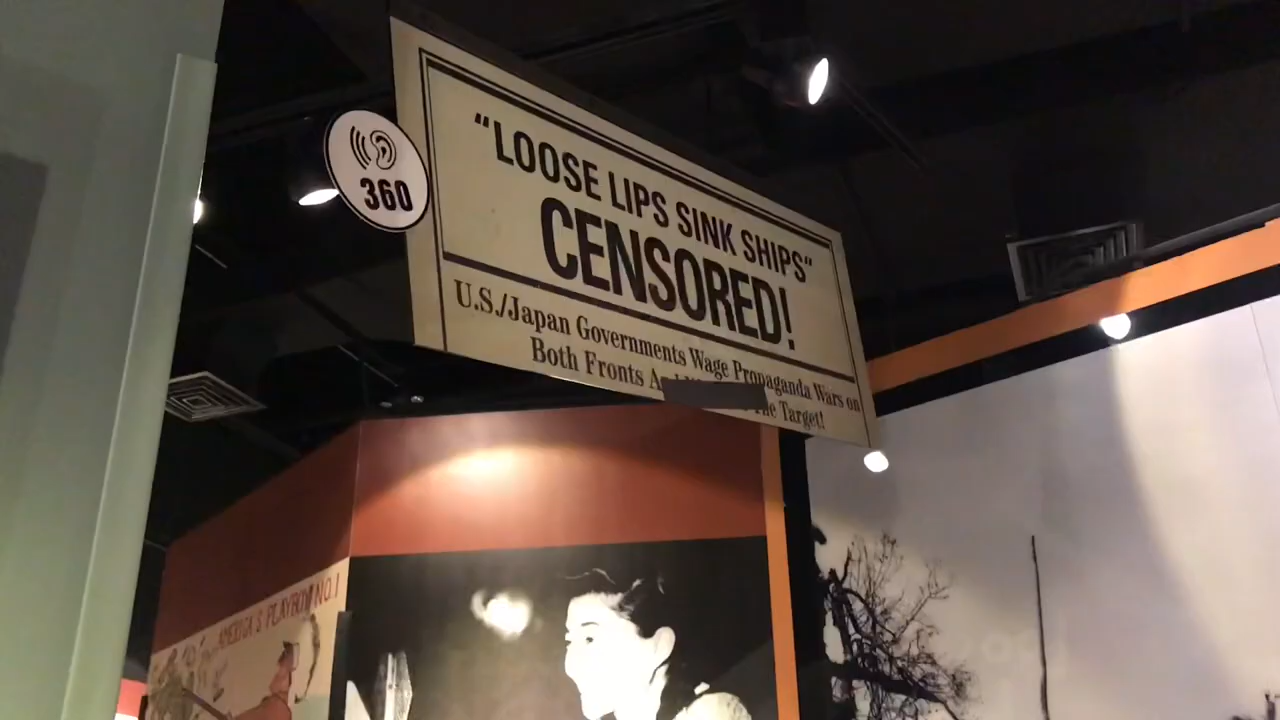 360
"LOOSE LIPS SINK SHIPS"
CENSORED!
U.S./Japan Governments Wage Propaganda Wars on
Both Fronts The Target!
AMERICA'S PLAYBOY NO.1